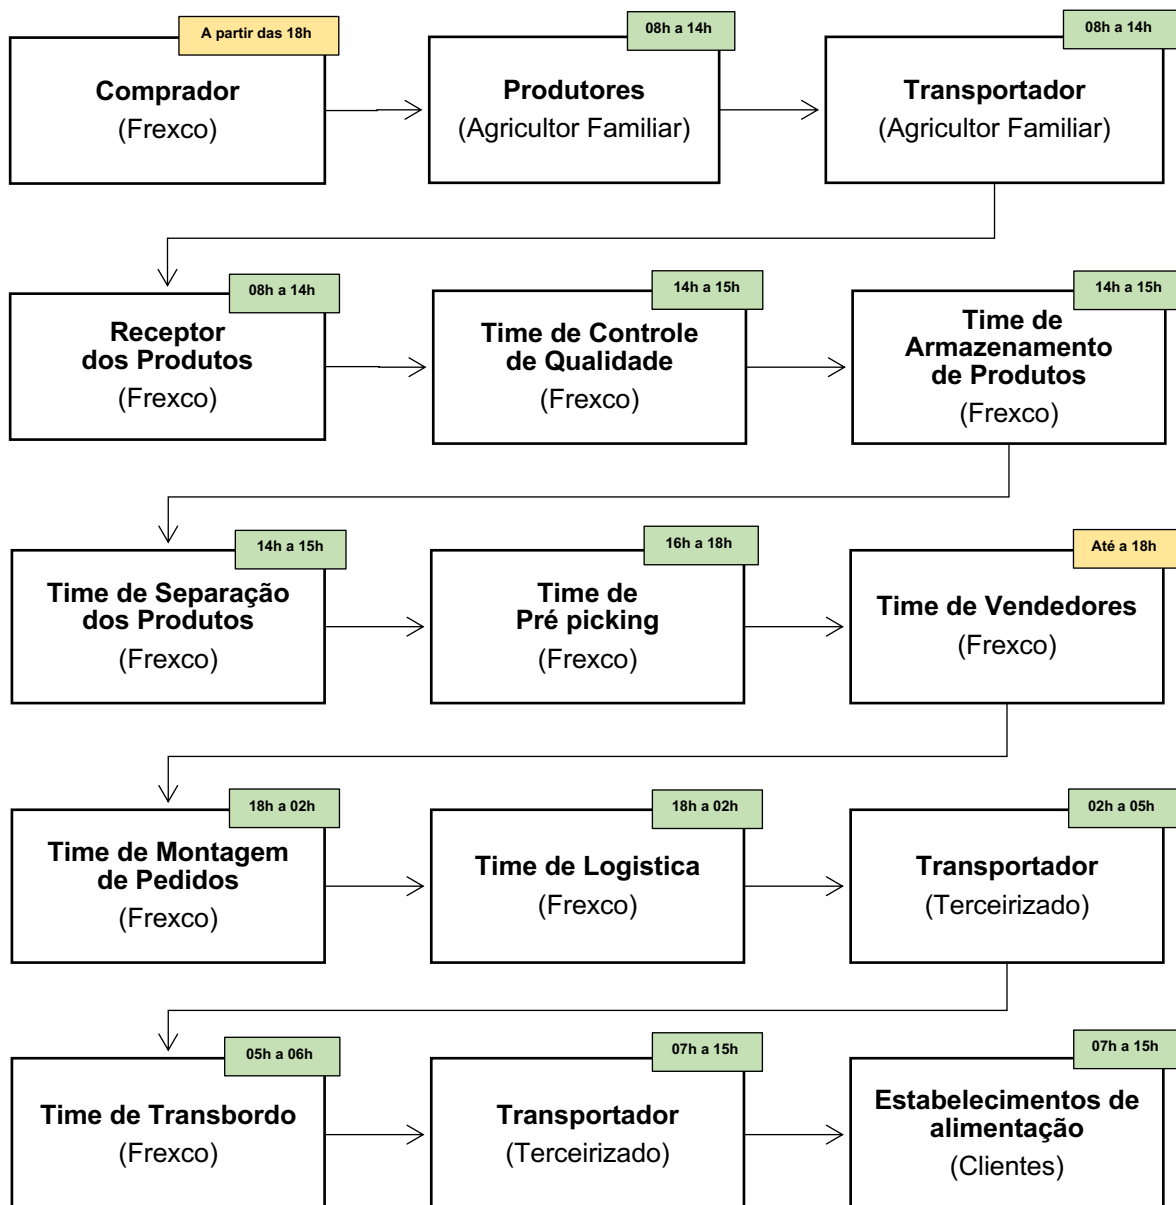 A partir das 18h
Comprador
(Frexco)
08h a 14h
Produtores
(Agricultor Familiar)
08h a 14h
Transportador
(Agricultor Familiar)
08h a 14h
Receptor
dos Produtos
(Frexco)
14h a 15h
Time de Controle
de Qualidade
(Frexco)
14h a 15h
Time de
Armazenamento
de Produtos
(Frexco)
14h a 15h
Time de Separação
dos Produtos
(Frexco)
16h a 18h
Time de
Pré picking
(Frexco)
Até a 18h
Time de Vendedores
(Frexco)
18h a 02h
Time de Montagem
de Pedidos
(Frexco)
18h a 02h
Time de Logistica
(Frexco)
02h a 05h
Transportador
(Terceirizado)
05h a 06h
Time de Transbordo
(Frexco)
07h a 15h
Transportador
(Terceirizado)
07h a 15h
Estabelecimentos de
alimentação
(Clientes)